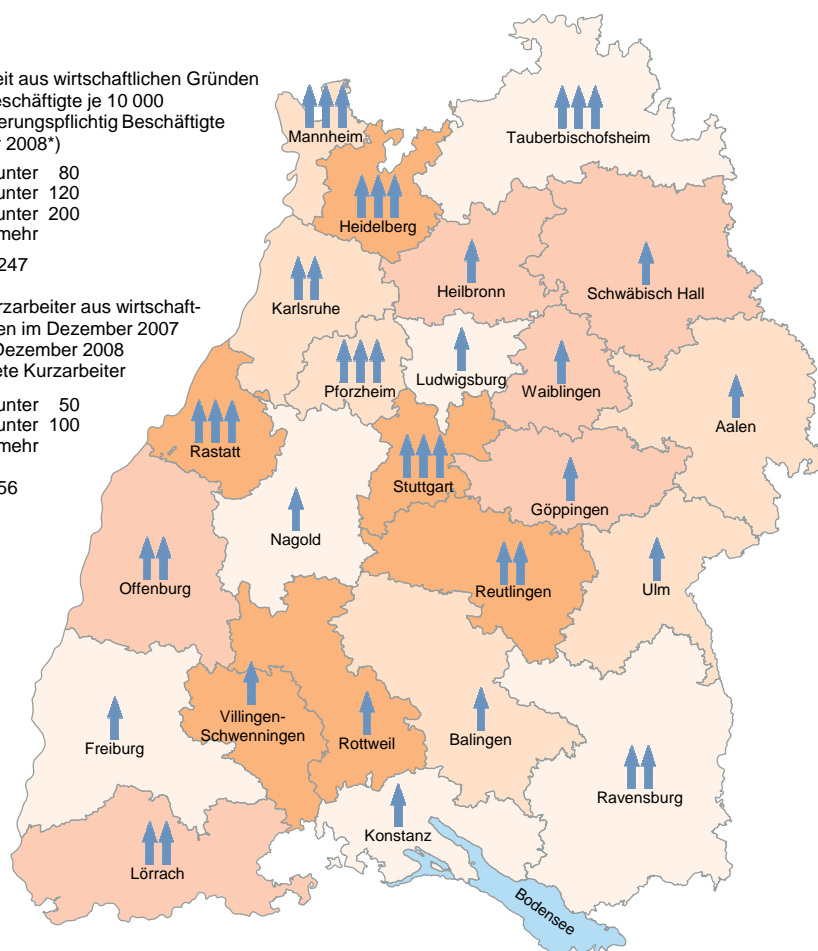 eit aus wirtschaftlichen Gründen
eschäftigte je 10 000
erungspflichtig Beschäftigte
r 2008*)
unter 80
unter 120
unter 200
mehr
247
rzarbeiter aus wirtschaft-
en im Dezember 2007
Dezember 2008
ete Kurzarbeiter
unter 50
unter 100
mehr
56
Mannheim
Tauberbischofsheim
Heidelberg
Heilbronn
Schwäbisch Hall
Karlsruhe
Ludwigsburg
Pforzheim
Waiblingen
Aalen
Rastatt
Stuttgart
Göppingen
Nagold
Offenburg
Reutlingen
Ulm
Villingen-
Schwenningen
Rottweil
Balingen
Freiburg
Ravensburg
Konstanz
Lörrach
Bodensee